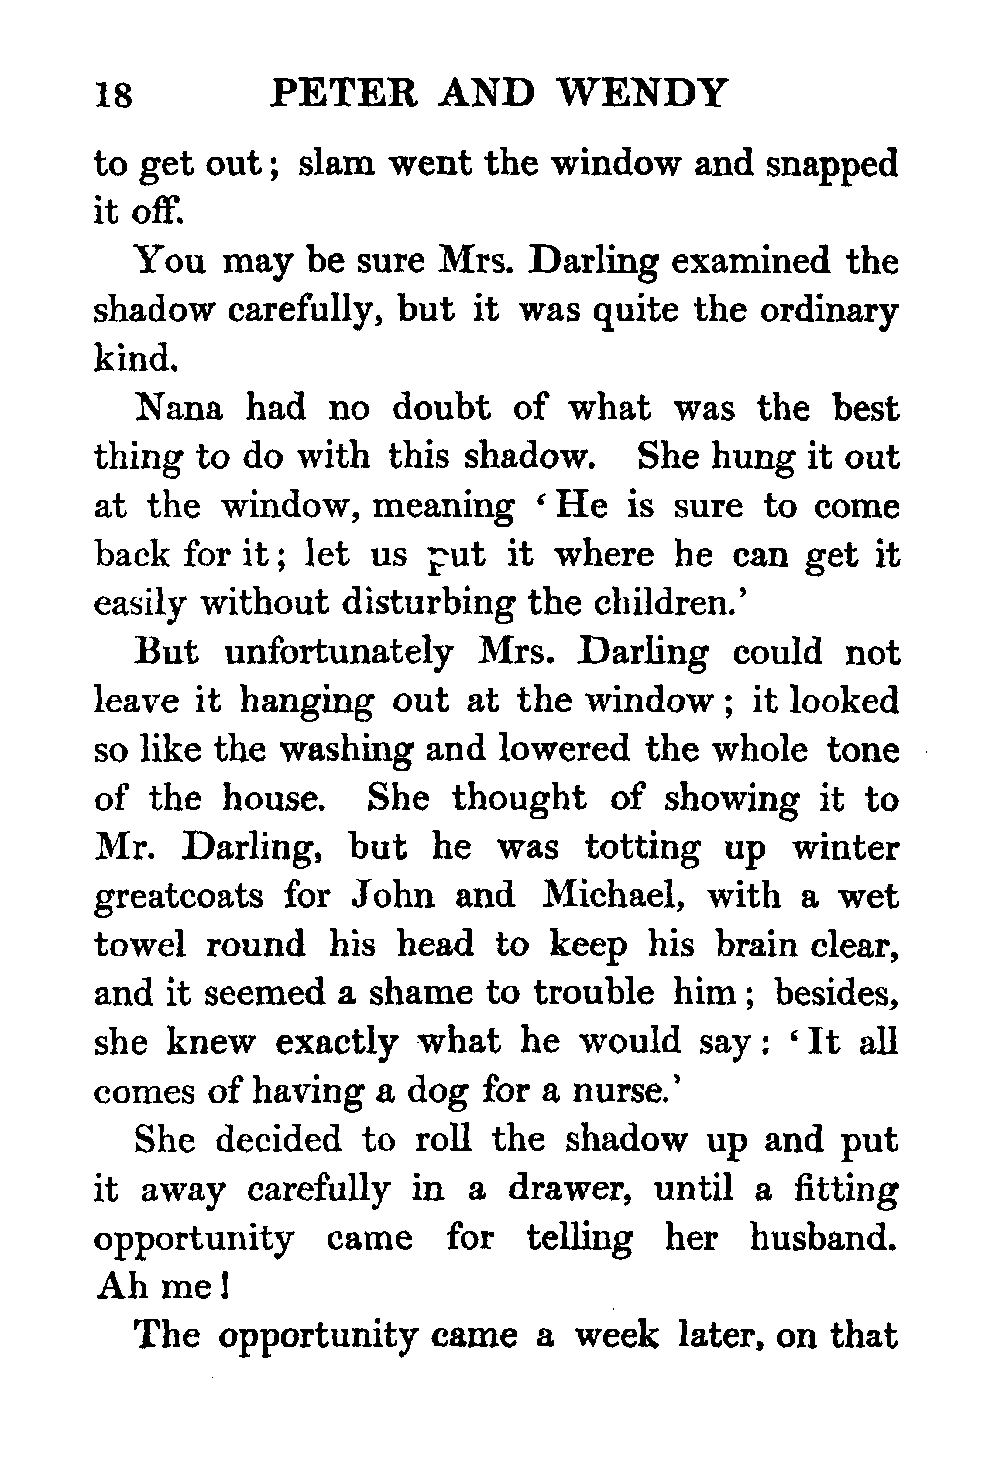 18 PETER AND WENDY
to get out; slam went the window and snapped
it off.
You may be sure Mrs. Darling examined the
shadow carefully, but it was quite the ordinary
kind.
Nana had no doubt of what was the best
thing to do with this shadow. She hung it out
at the window, meaning ‘He is sure to come
back for it; let us put it where he can get it
easily without disturbing the children.’
But unfortunately Mrs. Darling could not
leave it hanging out at the window; it looked
so like the washing and lowered the whole tone
of the house. She thought of showing it to
Mr. Darling, but he was totting up winter
greatcoats for John and Michael, with a wet
towel round his head to keep his brain clear,
and it seemed a shame to trouble him; besides,
she knew exactly what he would say: ‘It all
comes of having a dog for a nurse.’
She decided to roll the shadow up and put
it away carefully in a drawer, until a fitting
opportunity came for telling her husband.
Ah me!
The opportunity came a week later, on that